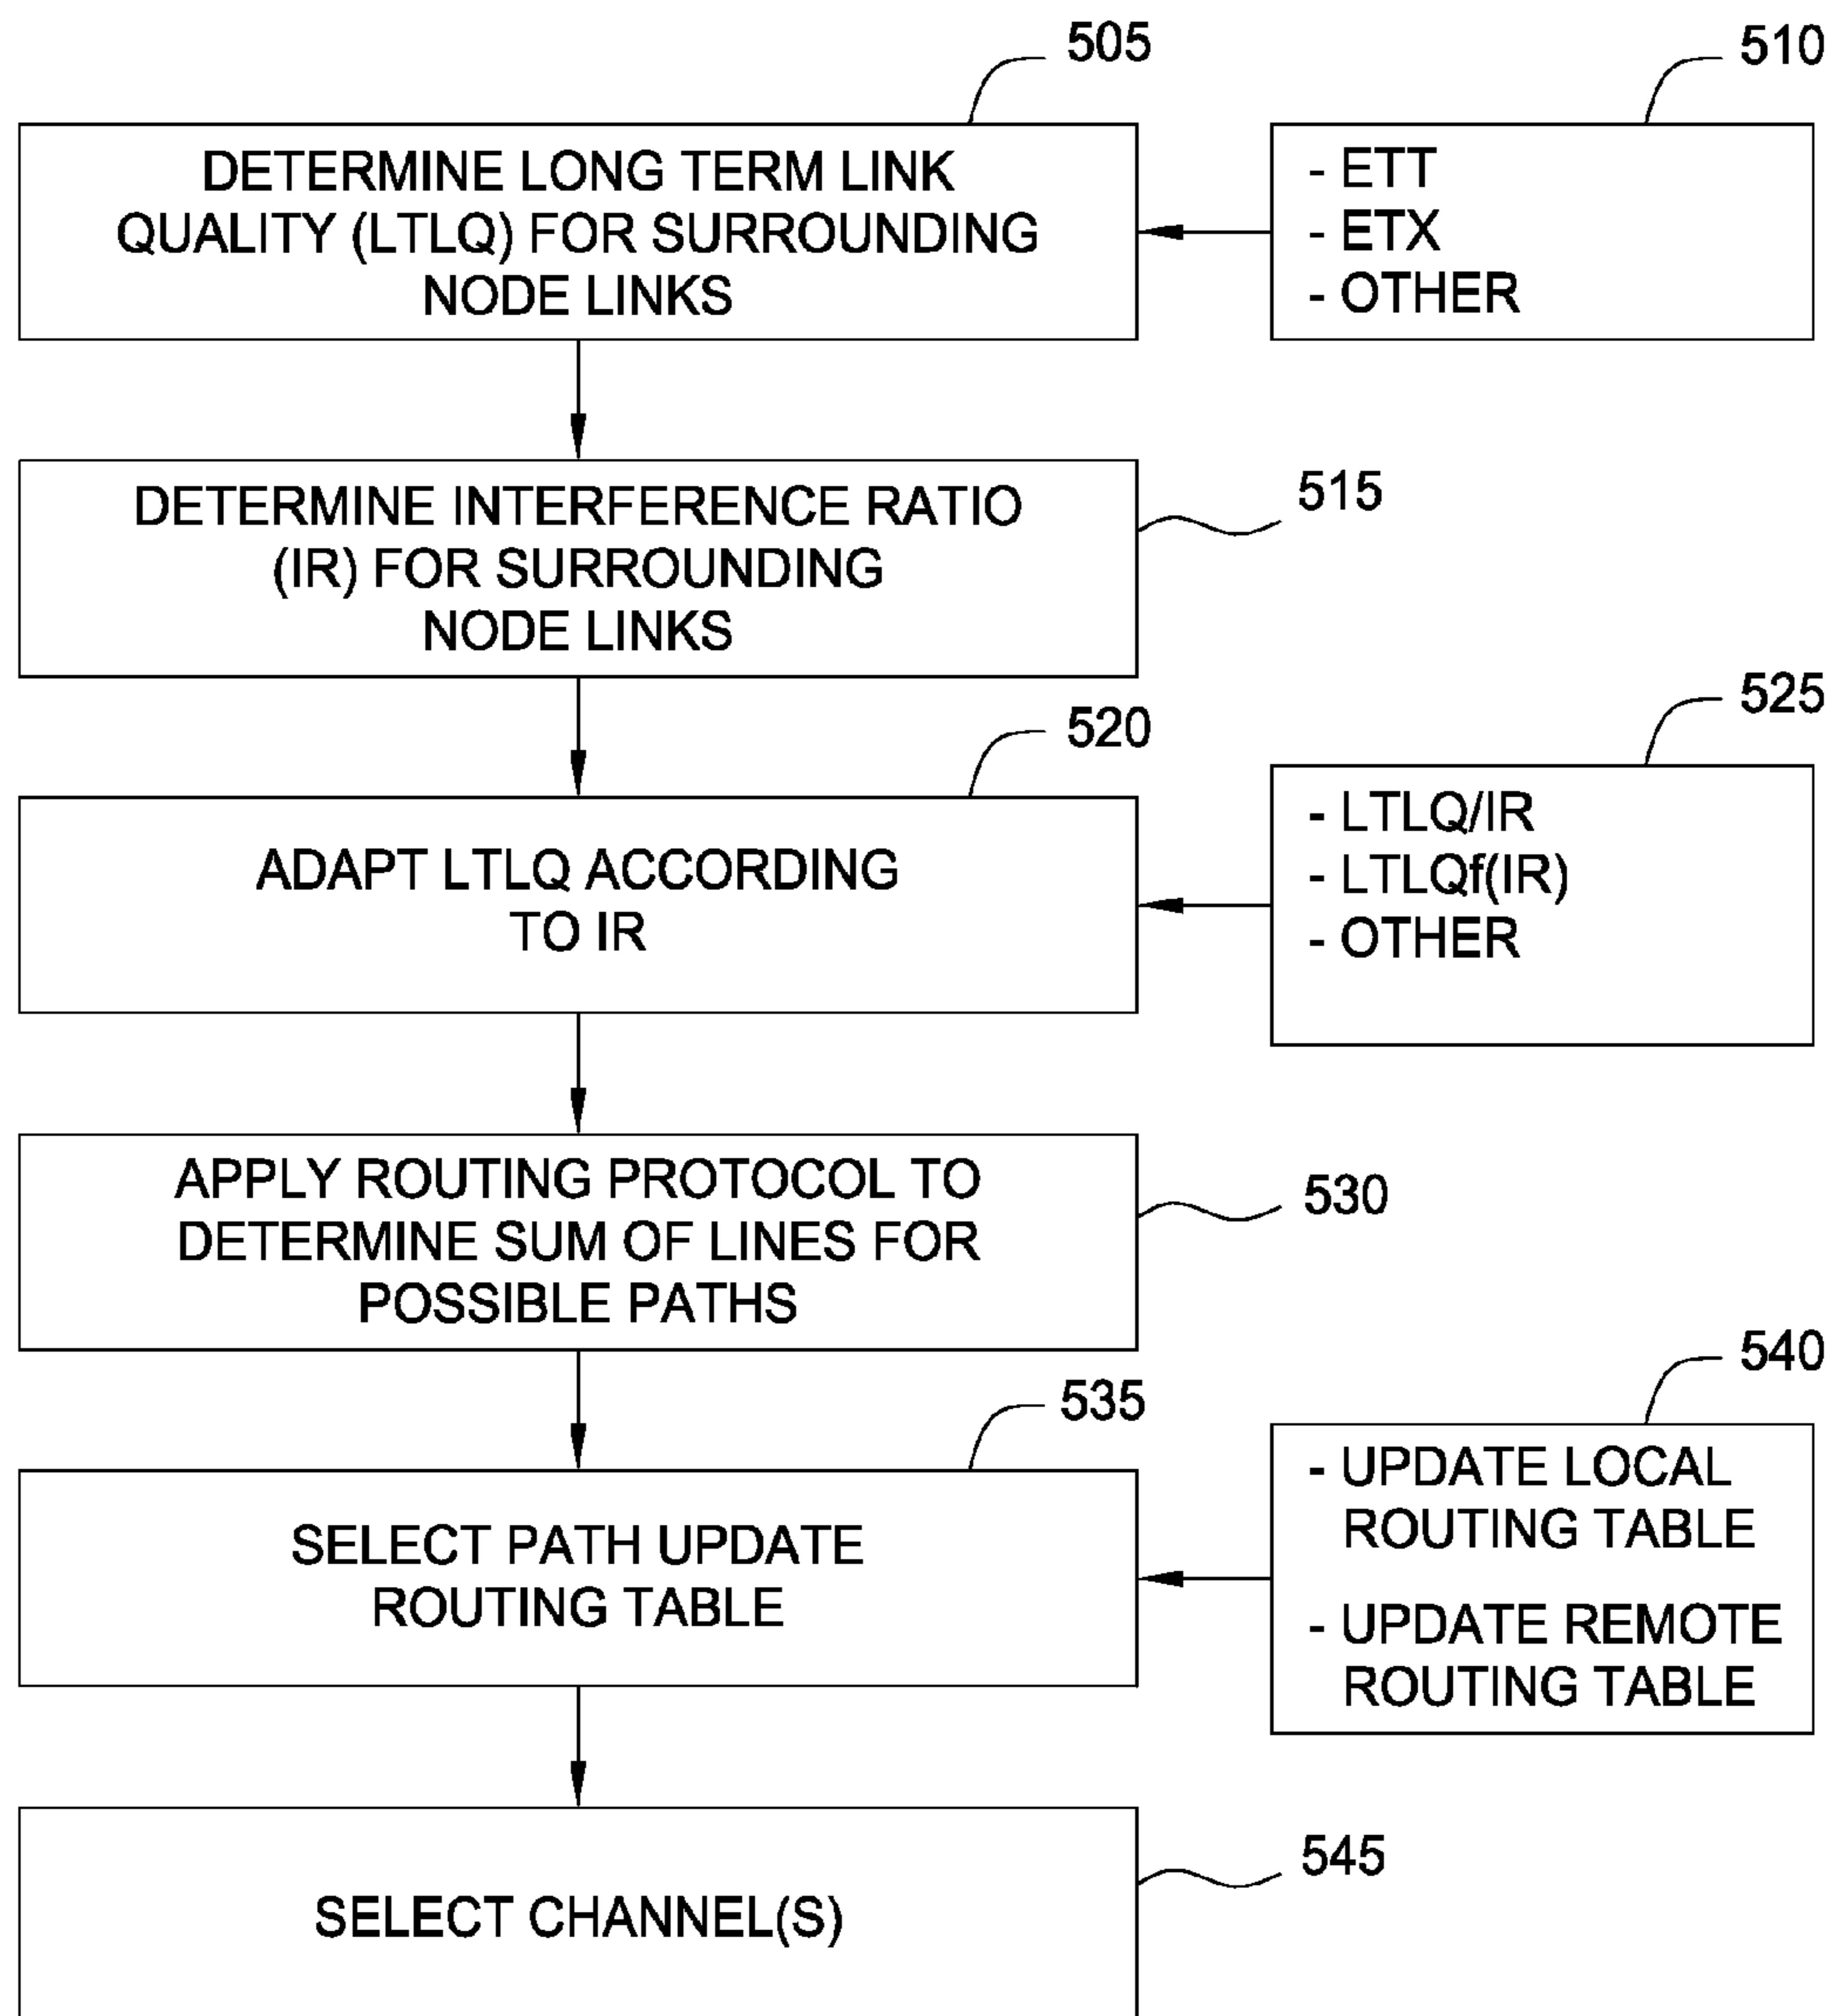 505
510
DETERMINE LONG TERM LINK
QUALITY (LTLQ) FOR SURROUNDING
NODE LINKS
- ETT
- ETX
- OTHER
DETERMINE INTERFERENCE RATIO
(IR) FOR SURROUNDING
NODE LINKS
515
520
525
ADAPT LTLQ ACCORDING
TO IR
- LTLQ/IR
- LTLQf(IR)
- OTHER
APPLY ROUTING PROTOCOL TO
DETERMINE SUM OF LINES FOR
POSSIBLE PATHS
530
535
540
SELECT PATH UPDATE
ROUTING TABLE
- UPDATE LOCAL
ROUTING TABLE
- UPDATE REMOTE
ROUTING TABLE
SELECT CHANNEL(S)
545